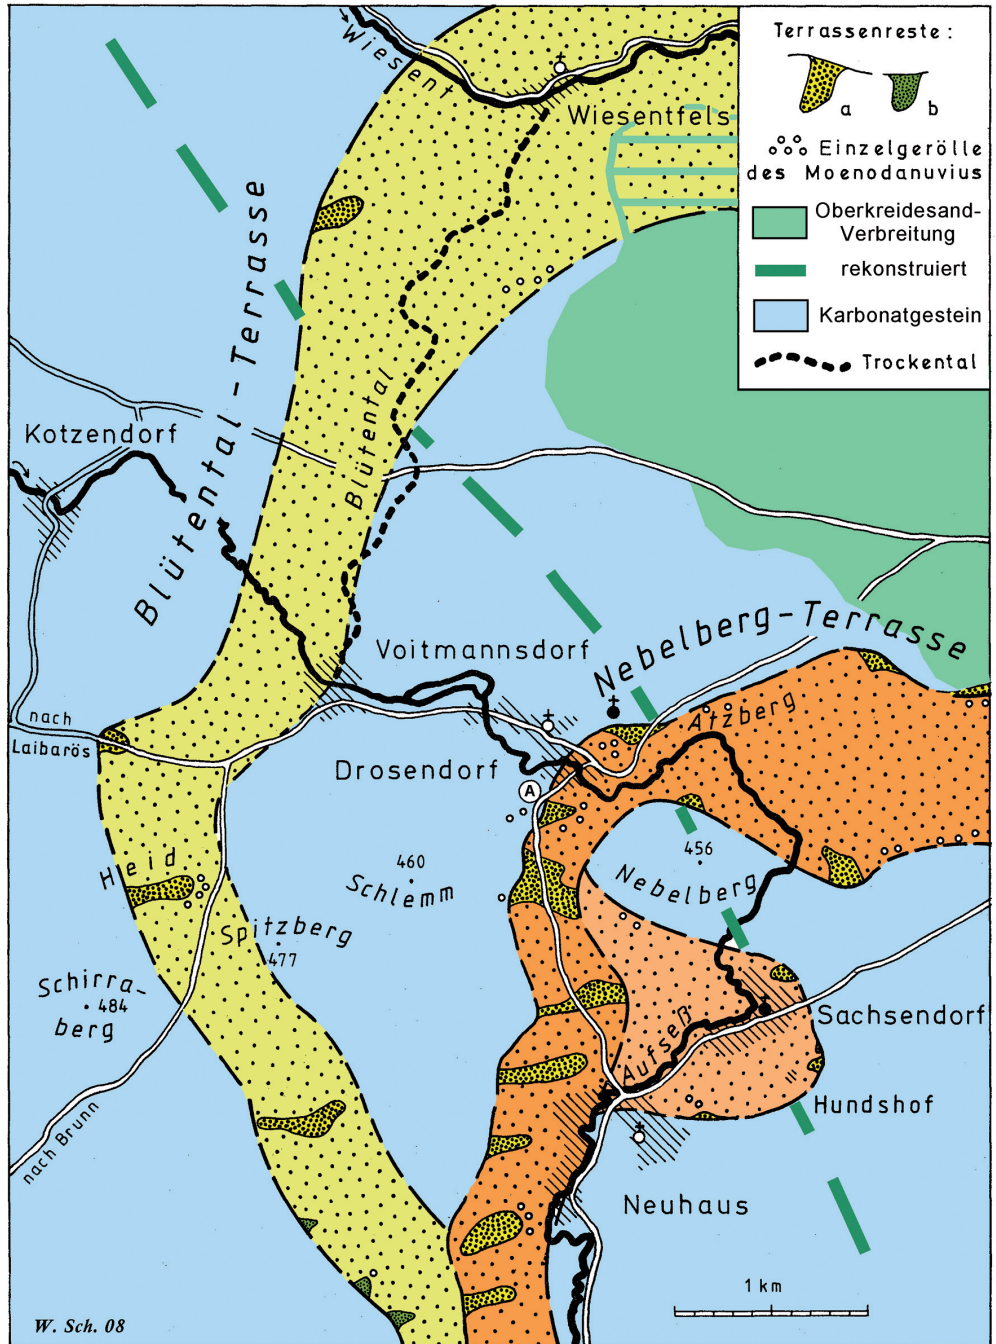 Terrassenreste:
a
b
Einzelgerölle
des Moenodanuvius
Oberkreidesand-
Verbreitung
rekonstruiert
Karbonatgestein
Trockental
Wiesent
Wiesentfels
Blütental-Terrasse
Blütental
Kotzendorf
Voitmannsdorf
Nebelberg-Terrasse
nach
Laibarös
Atzberg
Drosendorf
A
456
460
Schlemm
Nebelberg
Heid
Spitzberg
477
Schirra-
484
berg
Sachsendorf
Aufseß
Hundshof
nach Brunn
Neuhaus
1 km
W. Sch. 08